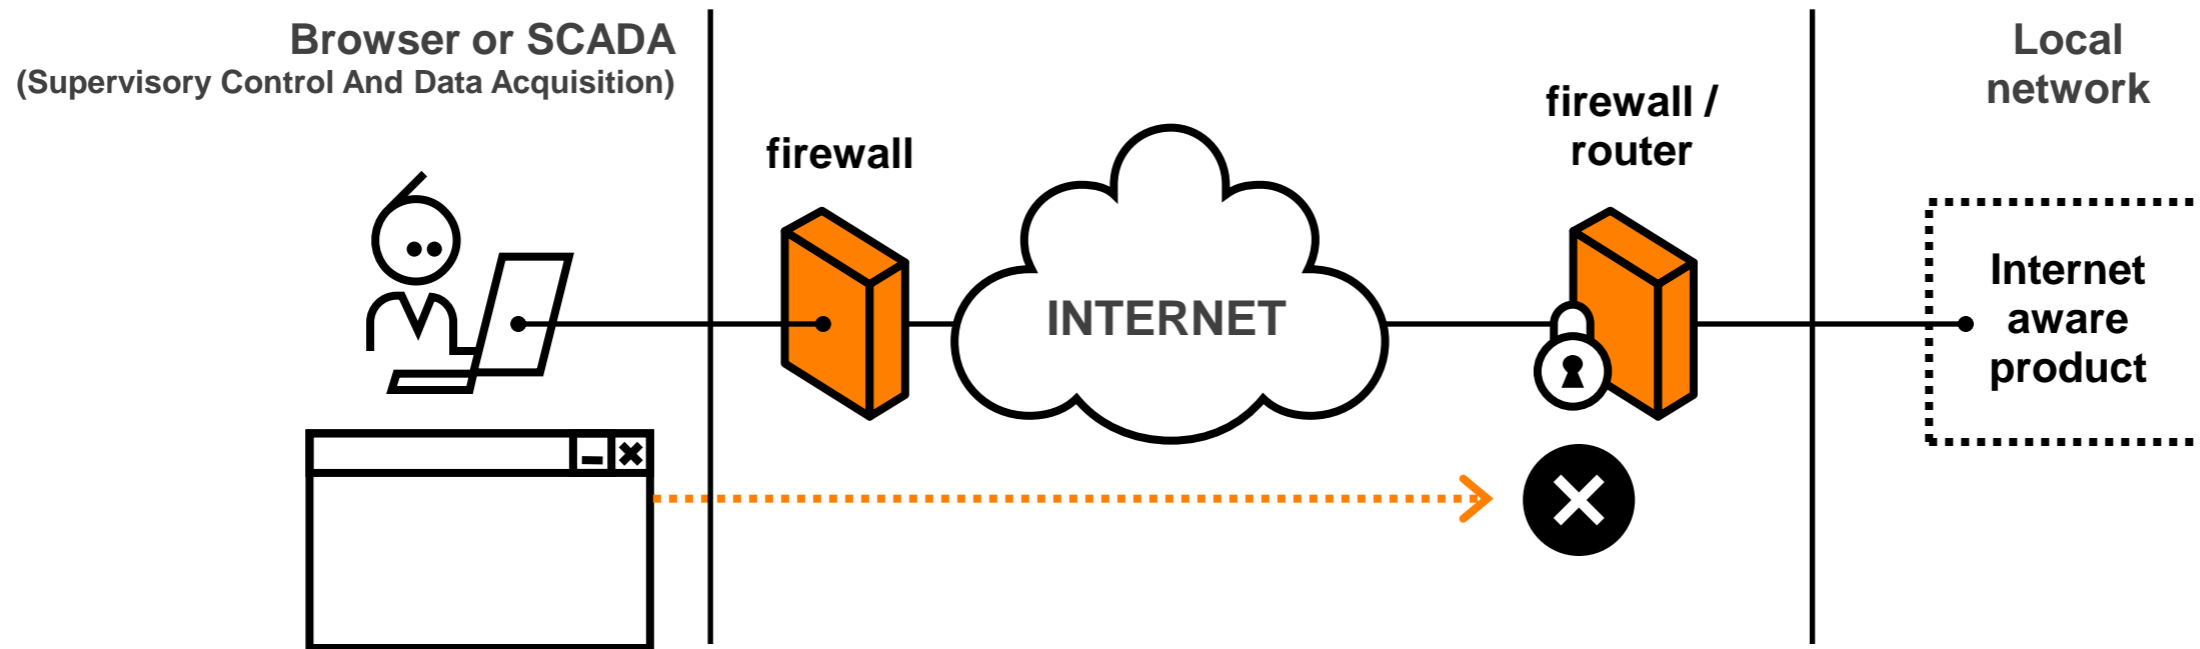 Browser or SCADA
(Supervisory Control And Data Acquisition)
firewall
INTERNET
firewall /
router
Local
network
Internet
aware
product